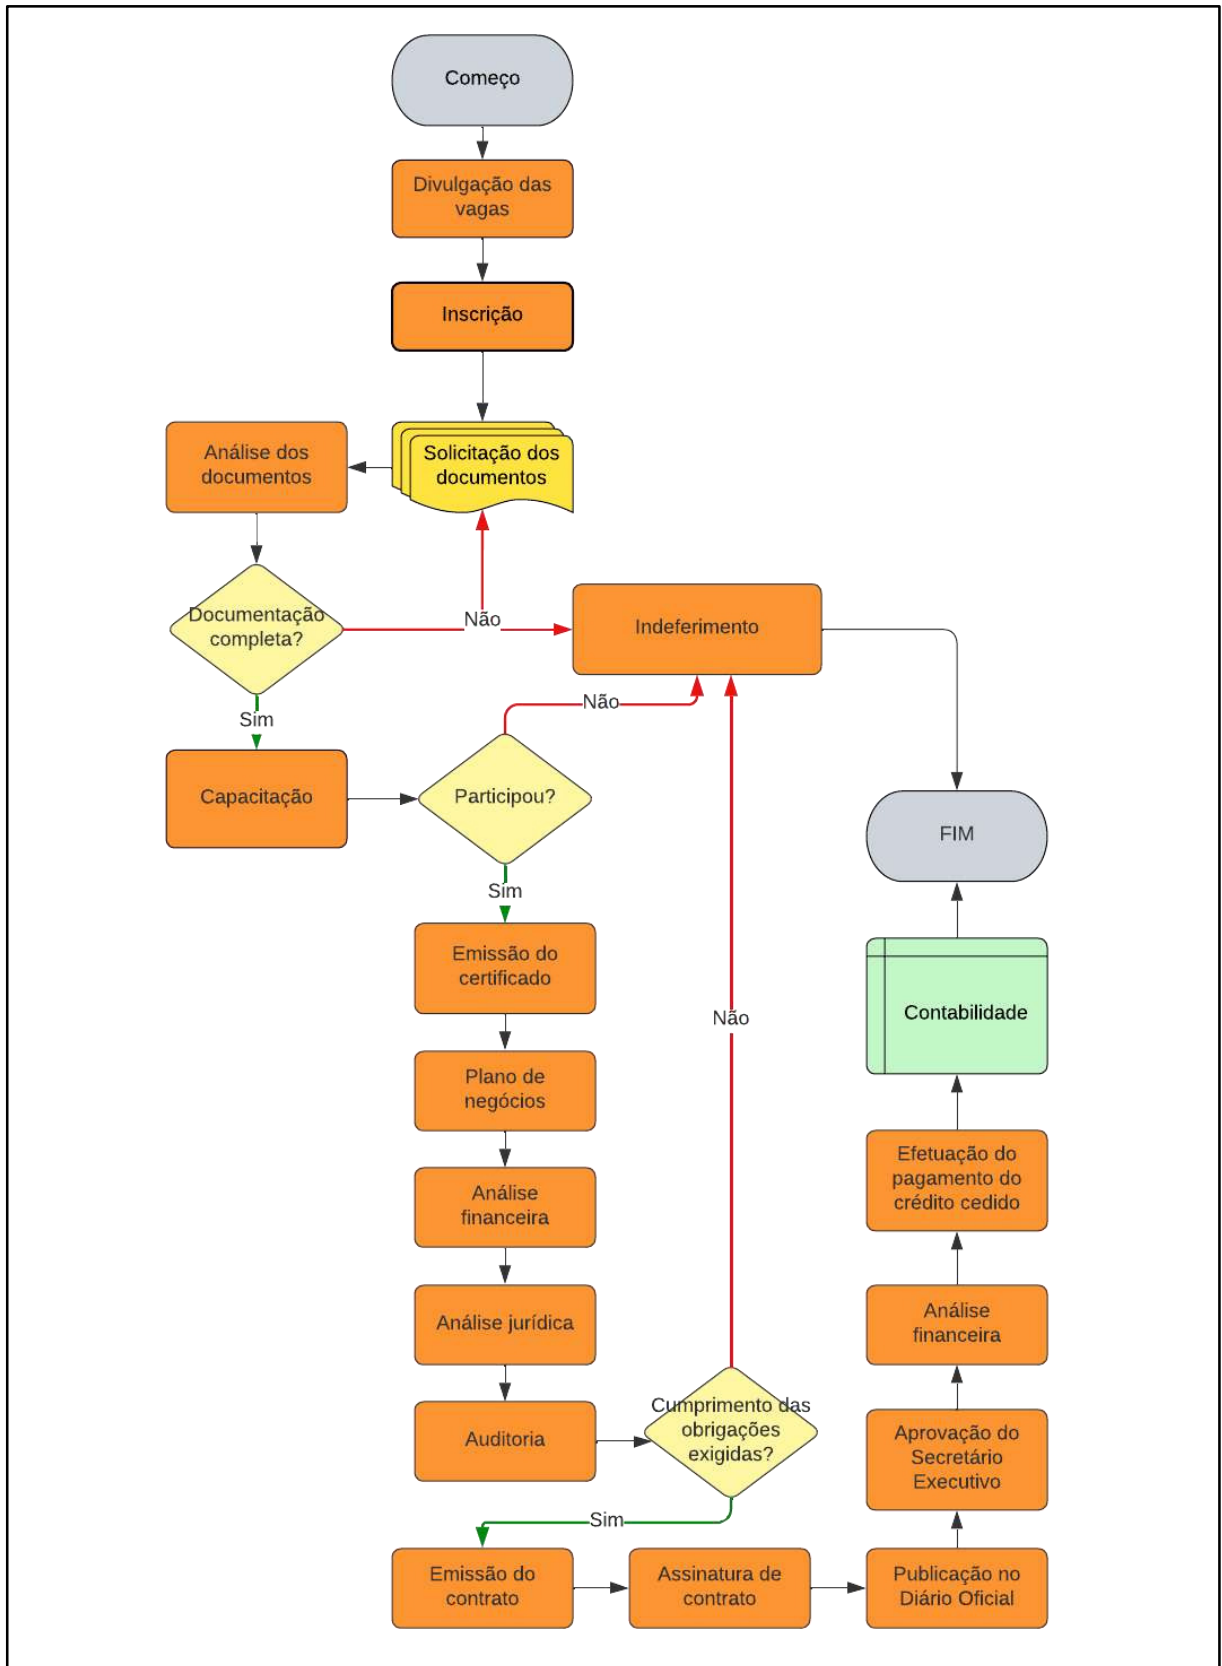 Começo
Divulgação das
vagas
Inscrição
Solicitação dos
documentos
Análise dos
documentos
Documentação
completa?
Não
Indeferimento
Sim
Capacitação
Participou?
Não
Sim
Emissão do
certificado
Plano de
negócios
Análise
financeira
Análise jurídica
Auditoria
Cumprimento das
obrigações
exigidas?
Não
Sim
Emissão do
contrato
Assinatura de
contrato
Publicação no
Diário Oficial
Aprovação do
Secretário
Executivo
Análise
financeira
Efetuação do
pagamento do
crédito cedido
Contabilidade
FIM